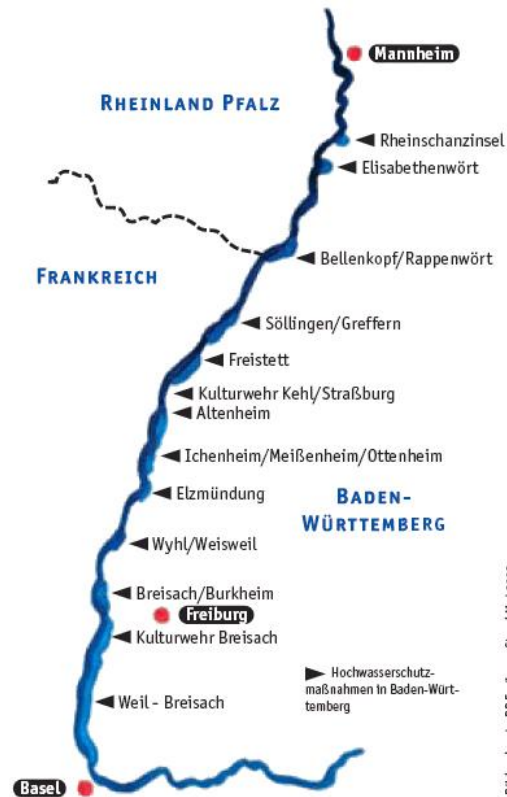 Mannheim
RHEINLAND PFALZ
Rheinschanzinsel
Elisabethenwört
Bellenkopf/Rappenwört
FRANKREICH
Söllingen/Greffern
Freistett
Kulturwehr Kehl/Straßburg
Altenheim
Ichenheim/Meißenheim/Ottenheim
Elzmündung
BADEN-
WÜRTTEMBERG
Wyhl/Weisweil
Breisach/Burkheim
Freiburg
Kulturwehr Breisach
Hochwasserschutz-
maßnahmen in Baden-Würt-
temberg
Weil - Breisach
Basel